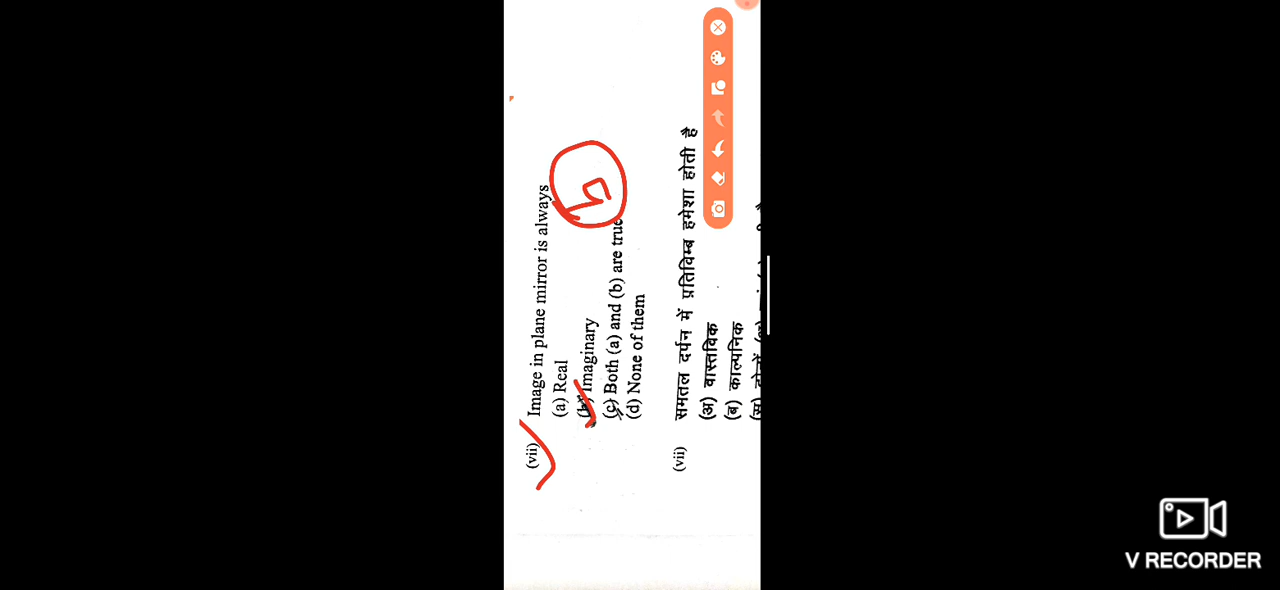 (vii) Image in plane mirror is always
(a) Real
(b) Imaginary
(c) Both (a) and (b) are true
(d) None of them
(vii) समतल दर्पन में प्रतिविम्ब हमेशा होती है
(अ) वास्तविक
(ब) काल्पनिक
(स)
V RECORDER